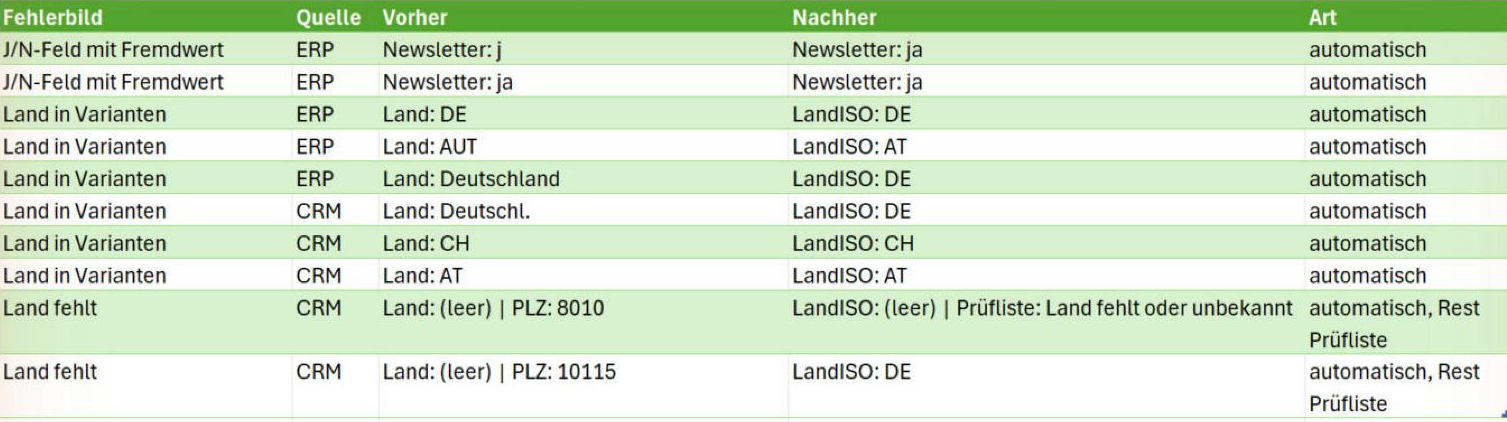 Fehlerbild Quelle Vorher Nachher Art
J/N-Feld mit Fremdwert ERP Newsletter: j Newsletter: ja automatisch
J/N-Feld mit Fremdwert ERP Newsletter: ja Newsletter: ja automatisch
Land in Varianten ERP Land: DE LandISO: DE automatisch
Land in Varianten ERP Land: AUT LandISO: AT automatisch
Land in Varianten ERP Land: Deutschland LandISO: DE automatisch
Land in Varianten CRM Land: Deutschl. LandISO: DE automatisch
Land in Varianten CRM Land: CH LandISO: CH automatisch
Land in Varianten CRM Land: AT LandISO: AT automatisch
Land fehlt CRM Land: (leer) | PLZ: 8010 LandISO: (leer) | Prüfliste: Land fehlt oder unbekannt automatisch, Rest
Prüfliste
Land fehlt CRM Land: (leer) | PLZ: 10115 LandISO: DE automatisch, Rest
Prüfliste